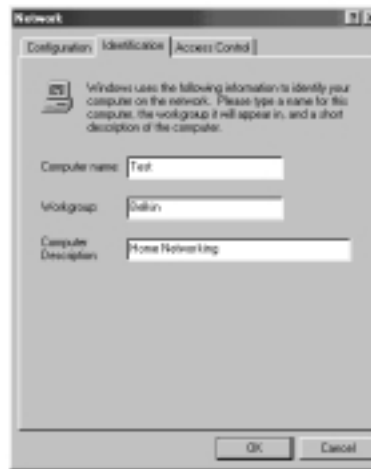 Network
Configuration Identification Access Control
Windows uses the following information to identify your
computer on the network. Please type a name for this
computer, the workgroup it will appear in, and a short
description of the computer.
Computer name: Test
Workgroup: Belkin
Computer
Description: Home Networking
OK Cancel